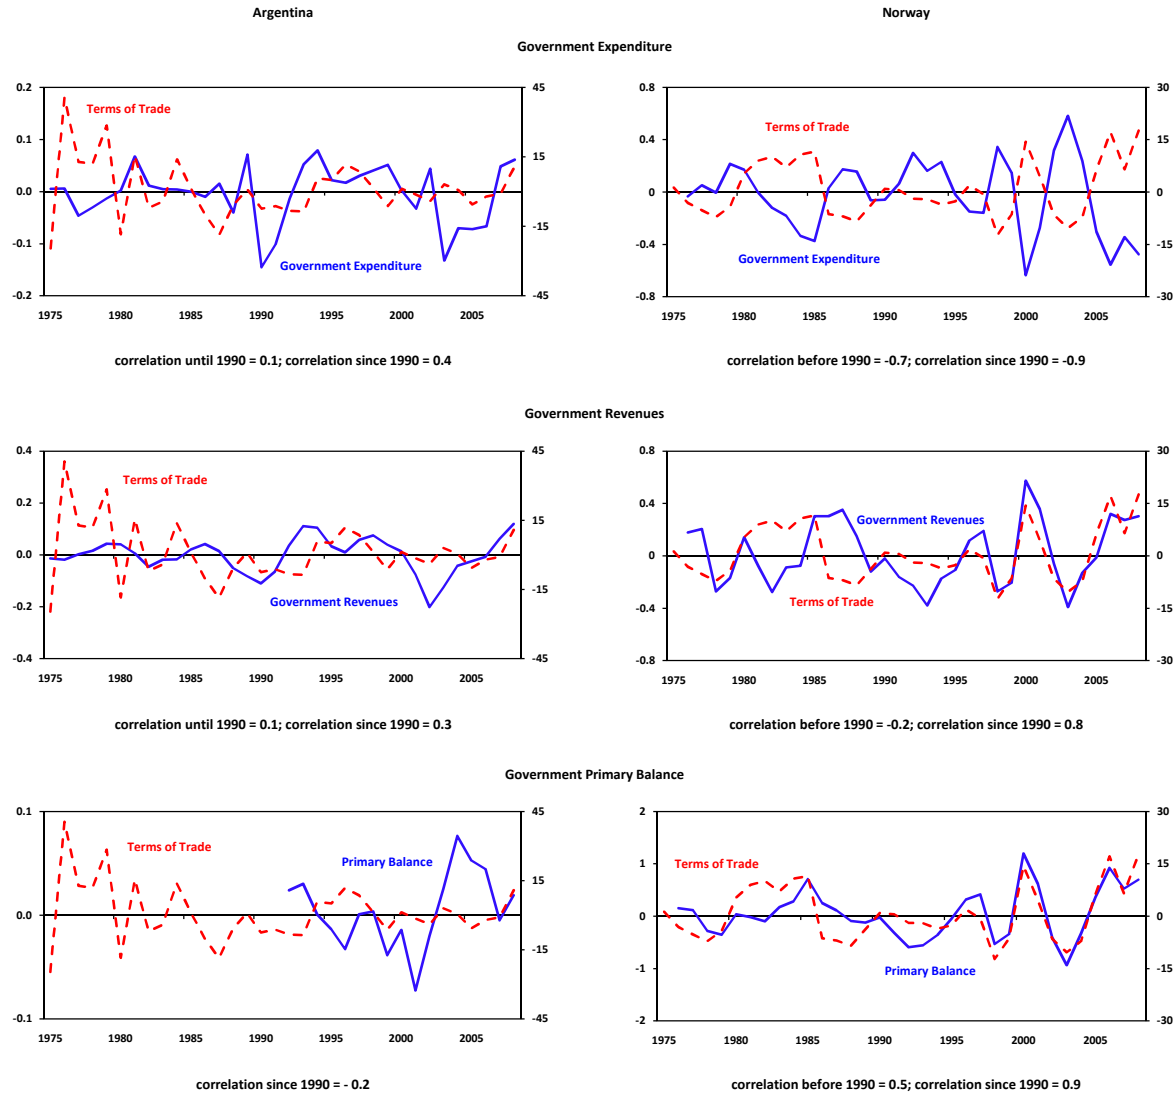 Argentina
Norway
Government Expenditure
0.2
0.1
0.0
-0.1
-0.2
45
15
-15
-45
Terms of Trade
Government Expenditure
1975 1980 1985 1990 1995 2000 2005
correlation until 1990 = 0.1; correlation since 1990 = 0.4
0.8
0.4
0
-0.4
-0.8
30
15
0
-15
-30
Terms of Trade
Government Expenditure
1975 1980 1985 1990 1995 2000 2005
correlation before 1990 = -0.7; correlation since 1990 = -0.9
Government Revenues
0.4
0.2
0.0
-0.2
-0.4
45
15
-15
-45
Terms of Trade
Government Revenues
1975 1980 1985 1990 1995 2000 2005
correlation until 1990 = 0.1; correlation since 1990 = 0.3
0.8
0.4
0
-0.4
-0.8
30
15
0
-15
-30
Government Revenues
Terms of Trade
1975 1980 1985 1990 1995 2000 2005
correlation before 1990 = -0.2; correlation since 1990 = 0.8
Government Primary Balance
0.1
0.0
-0.1
45
15
-15
-45
Terms of Trade
Primary Balance
1975 1980 1985 1990 1995 2000 2005
correlation since 1990 = - 0.2
2
1
0
-1
-2
30
15
0
-15
-30
Terms of Trade
Primary Balance
1975 1980 1985 1990 1995 2000 2005
correlation before 1990 = 0.5; correlation since 1990 = 0.9